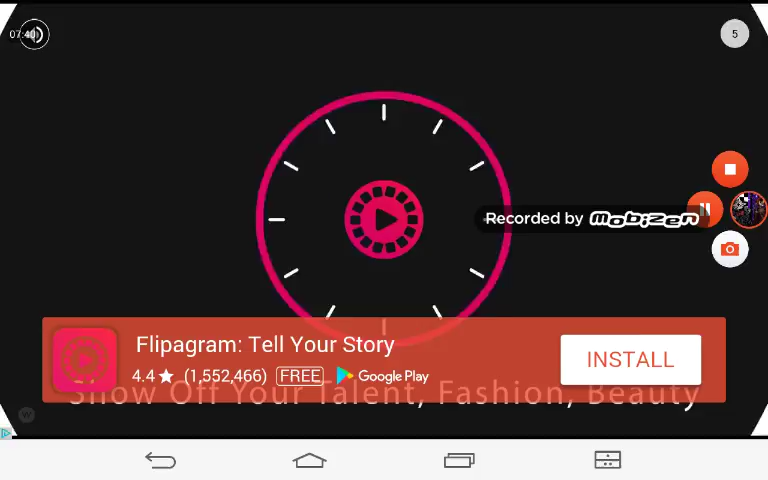 07:40
5
Recorded by Mobizen
Flipagram: Tell Your Story
INSTALL
4.4★ (1,552,466) FREE Google Play
Show Off Your Talent, Fashion, Beauty